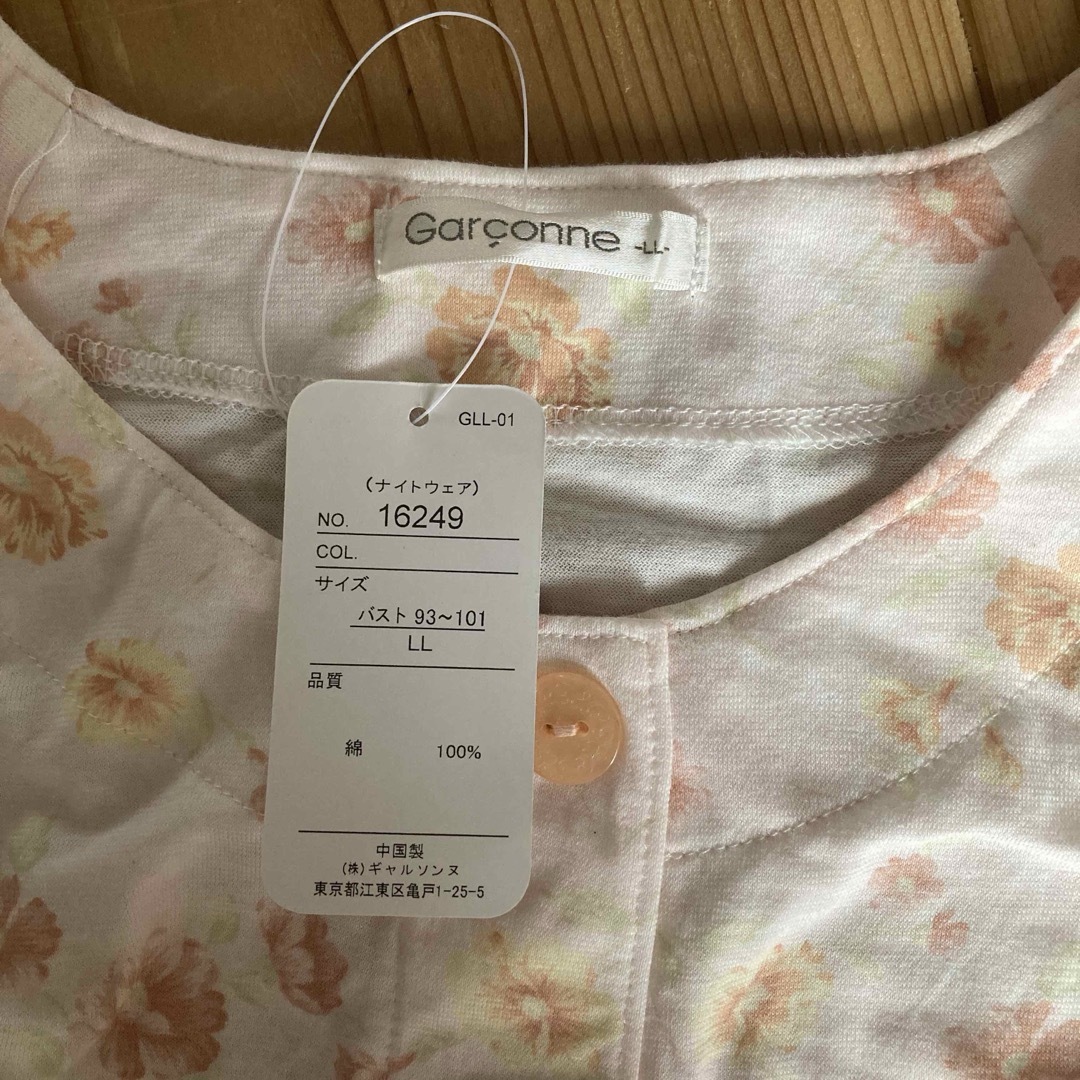 Garçonne -LL-
GLL-01
(ナイトウェア)
NO. 16249
COL.
サイズ
バスト 93~101
LL
品質
綿 100%
中国製
(株)ギャルソンヌ
東京都江東区亀戸1-25-5